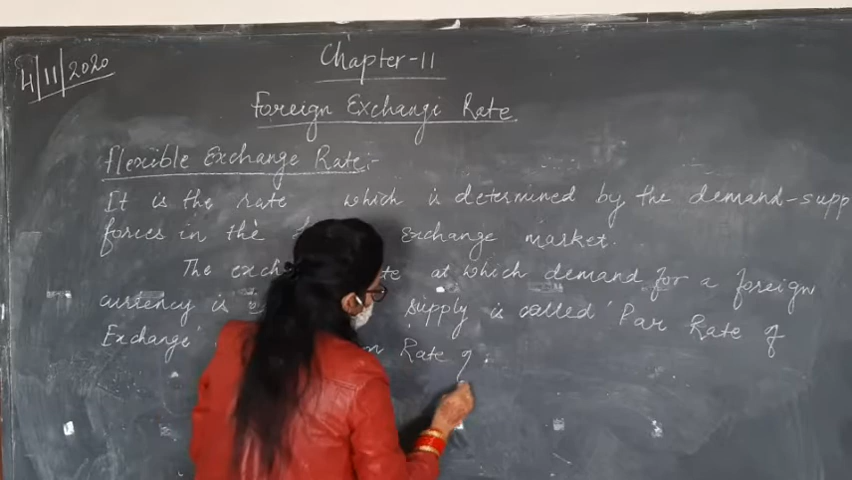 4/11/2020
Chapter-11
Foreign Exchange Rate
Flexible Exchange Rate:-
It is the rate which is determined by the demand-supp
forces in the exchange market.
The exch at which demand for a foreign
currency is supply is called 'Par Rate of
Exchange' Rate of